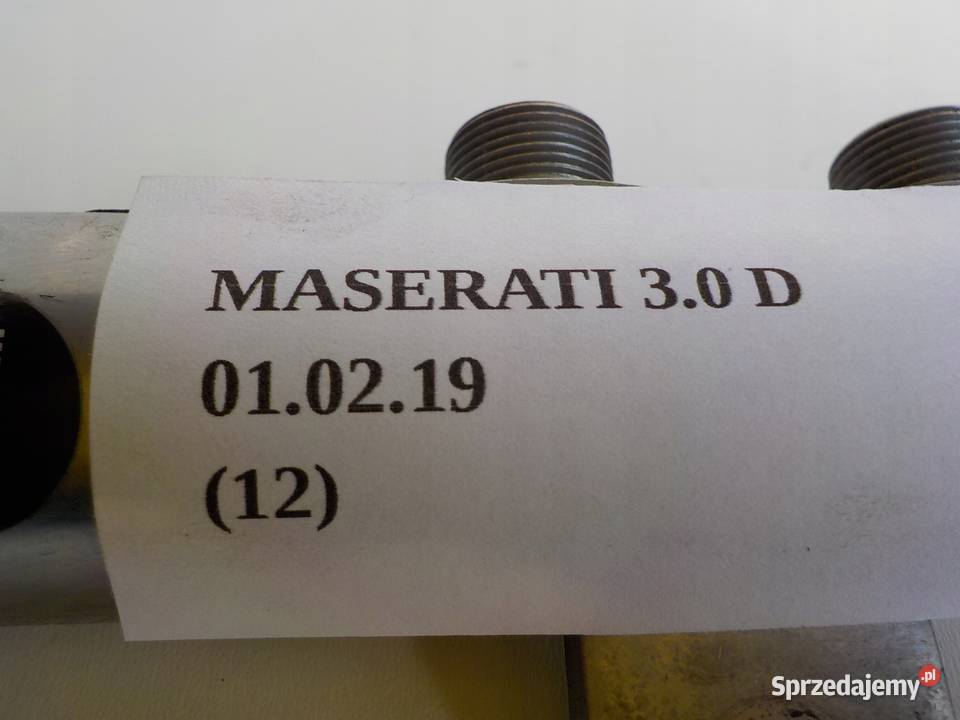 MASERATI 3.0 D
01.02.19
(12)
Sprzedajemy.pl